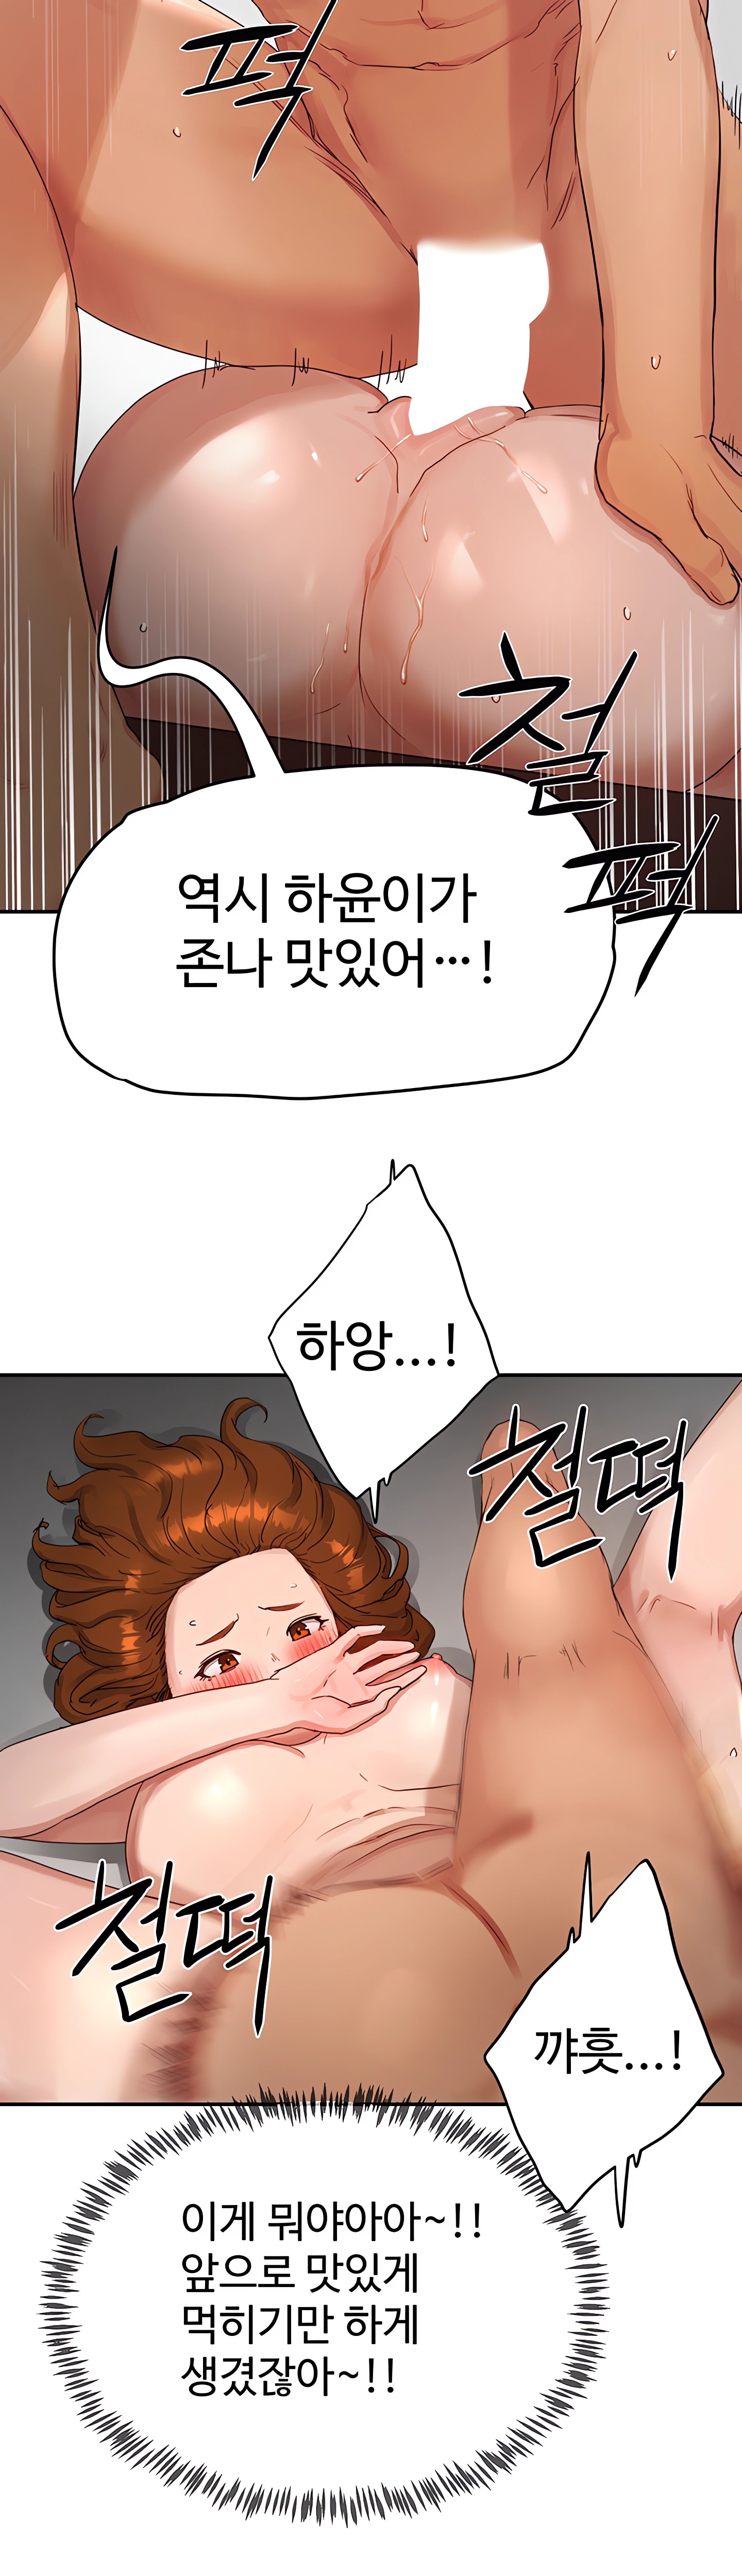 퍽
철
퍽
역시 하윤이가
존나 맛있어…!
하앙...!
철떡
철떡
꺄흣...!
이게 뭐야아아~!!
앞으로 맛있게
먹히기만 하게
생겼잖아~!!